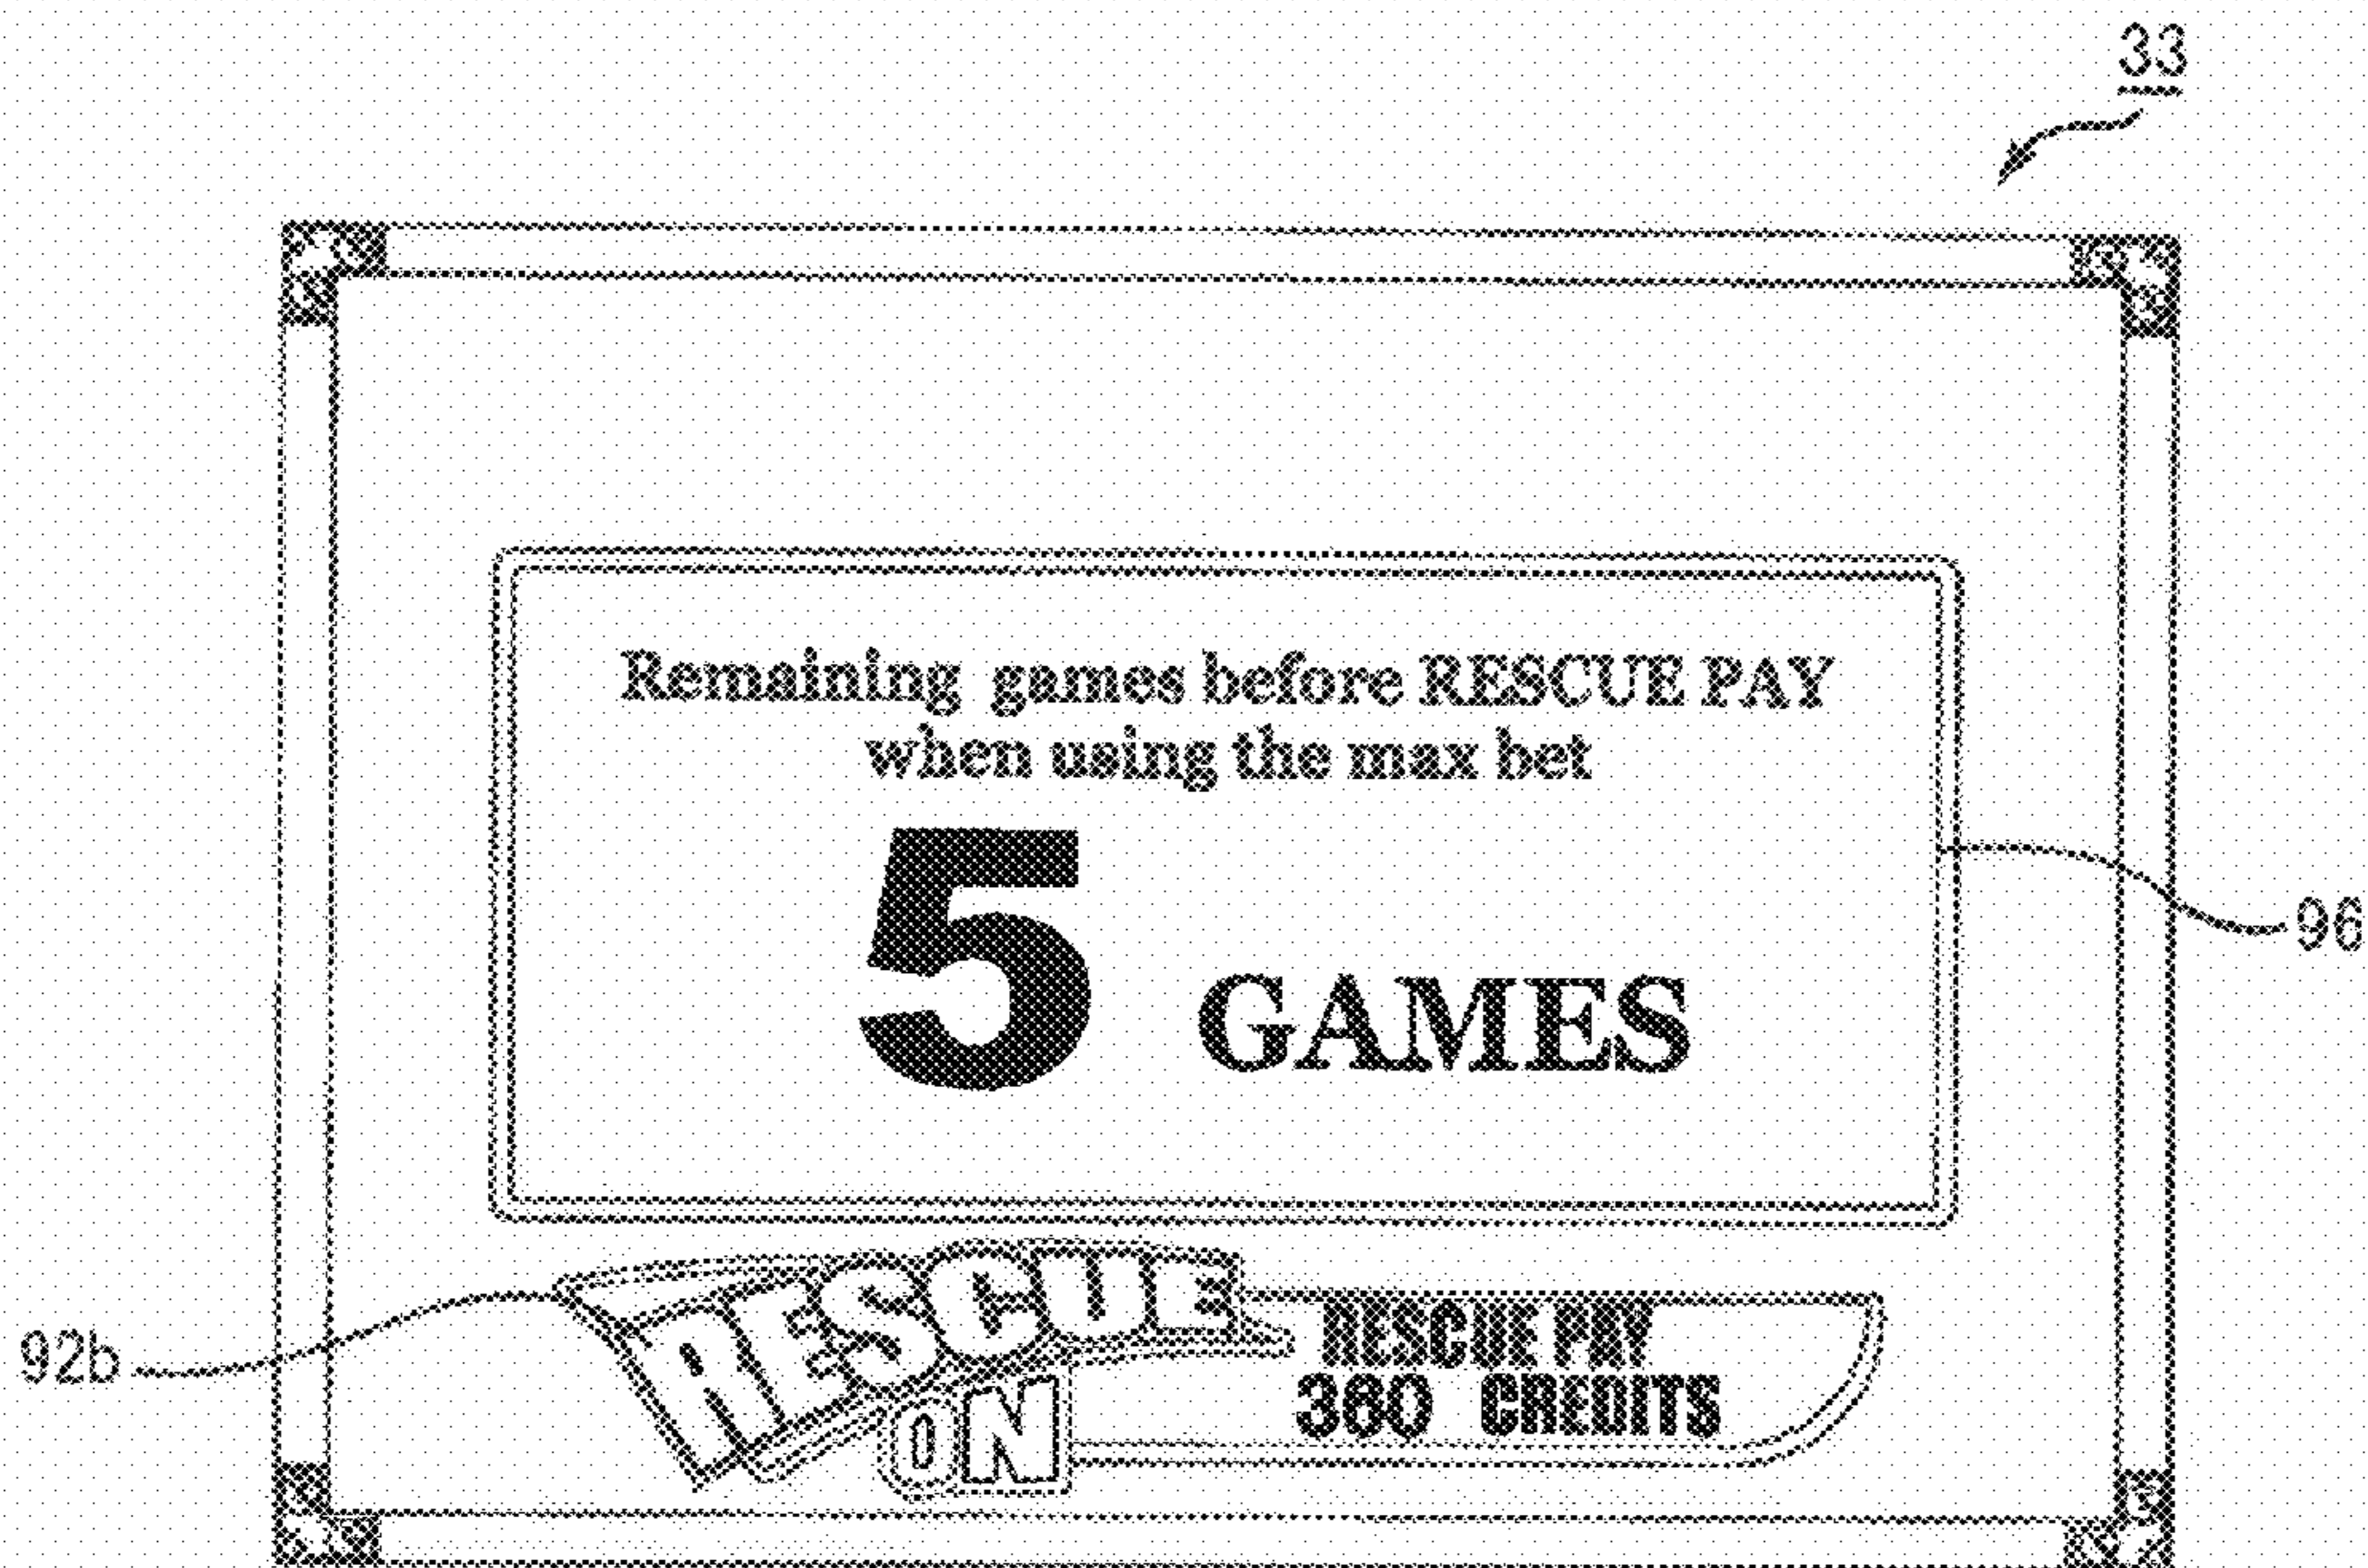 33
Remaining games before RESCUE PAY
when using the max bet
5 GAMES
96
RESCUE
ON
RESCUE PAY
360 CREDITS
92b